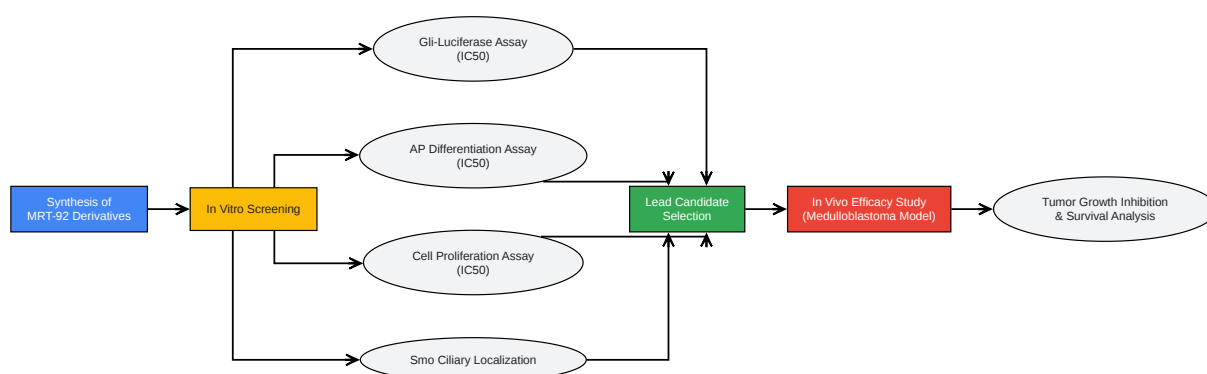 Synthesis of
MRT-92 Derivatives
In Vitro Screening
Gli-Luciferase Assay
(IC50)
AP Differentiation Assay
(IC50)
Cell Proliferation Assay
(IC50)
Smo Ciliary Localization
Lead Candidate
Selection
In Vivo Efficacy Study
(Medulloblastoma Model)
Tumor Growth Inhibition
& Survival Analysis